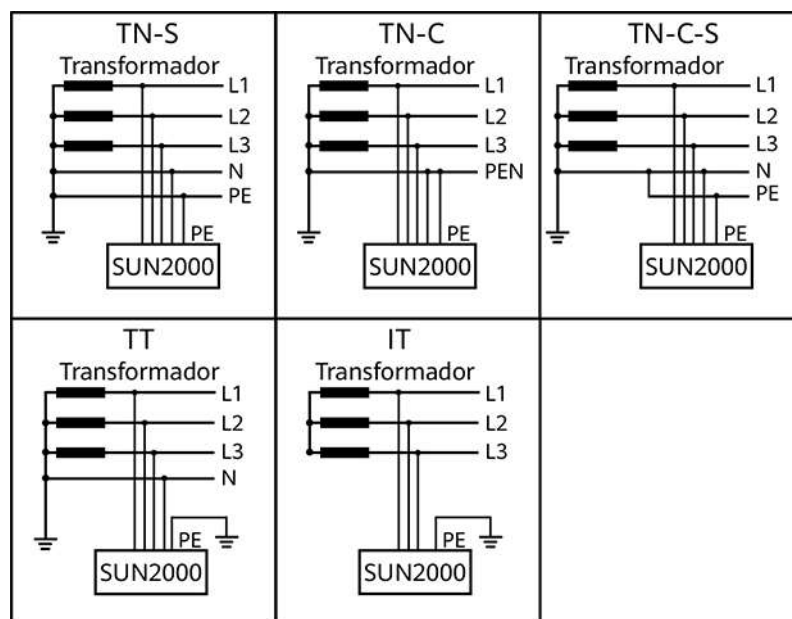 TN-S
Transformador
L1
L2
L3
N
PE
PE
SUN2000
TN-C
Transformador
L1
L2
L3
PEN
PE
SUN2000
TN-C-S
Transformador
L1
L2
L3
N
PE
PE
SUN2000
TT
Transformador
L1
L2
L3
N
PE
SUN2000
IT
Transformador
L1
L2
L3
PE
SUN2000